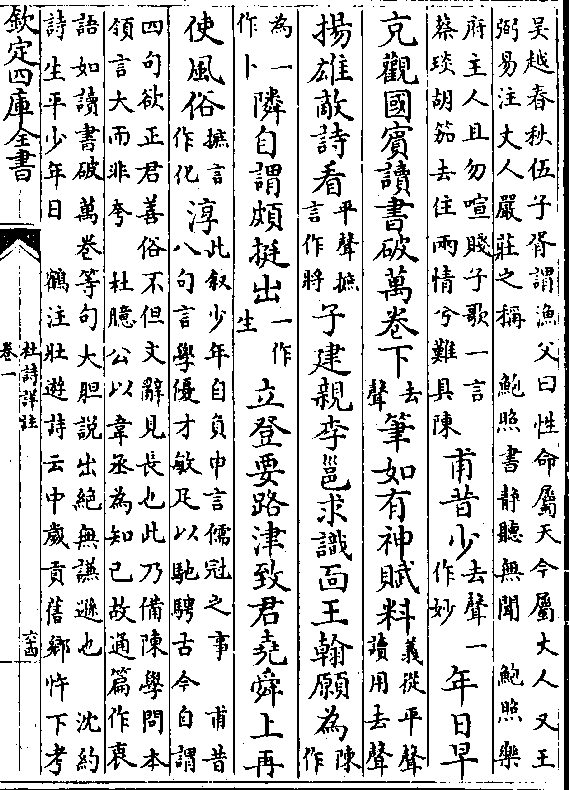 吴越春秋伍子胥謂漁父曰性命屬天今屬大人又王
弼易注大人嚴莊之稱 鮑照書静聽無聞 鮑照樂
府主人且勿喧賤子歌一言
蔡琰胡笳去住兩情兮難具陳
甫昔少去聲一作妙年日早
充觀國賓讀書破萬卷下去聲筆如有神賦料義從平聲讀用去聲
揚雄敵詩看平聲摭言作將子建親李邕求識面王翰願為陳作
為一作卜隣自謂頗挺出一作生立登要路津致君堯舜上再
使風俗摭言作化淳此叙少年自負申言儒冠之事 甫昔
八句言學優才敏足以馳騁古今自謂
四句欲正君善俗不但文辭見長也此乃備陳學問本
領言大而非夸 杜臆公以韋丞為知已故通篇作衷
語如讀書破萬卷等句大胆説出絶無謙遜也 沈約
詩生平少年日 鶴注壯遊詩云中歲貢舊鄉忤下考
欽定四庫全書
杜詩詳註
卷一
六十四